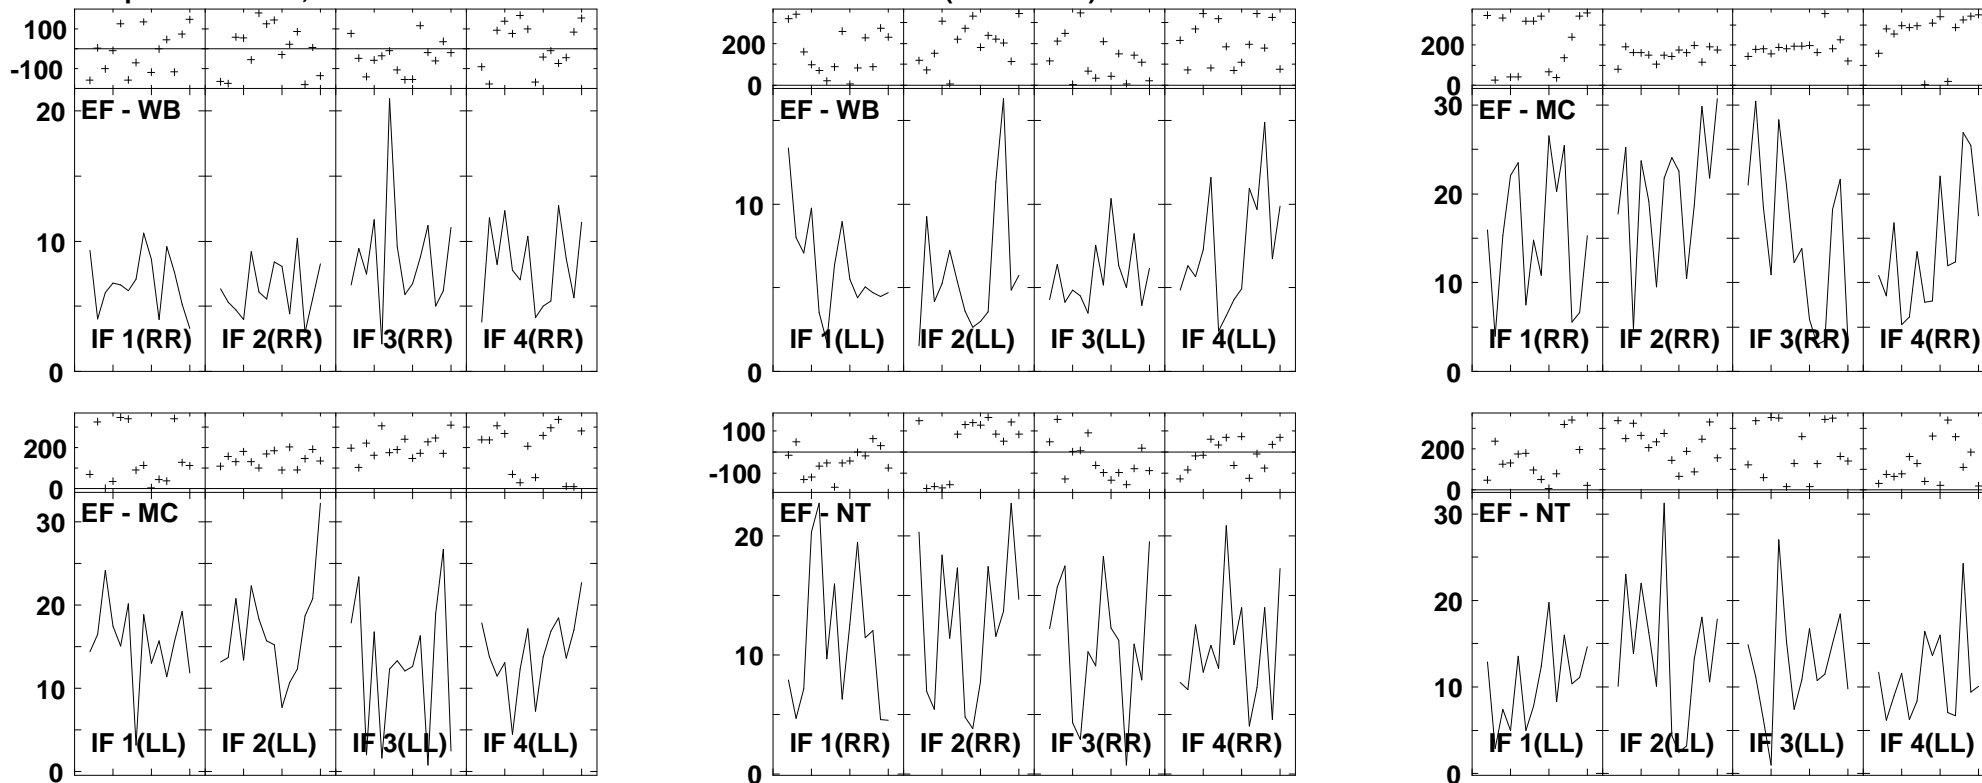 100
-100
20
EF - WB
10
IF 1(RR) IF 2(RR) IF 3(RR) IF 4(RR)
0
200
0
EF - WB
10
IF 1(LL) IF 2(LL) IF 3(LL) IF 4(LL)
0
200
0
30
EF - MC
20
10
IF 1(RR) IF 2(RR) IF 3(RR) IF 4(RR)
0
200
0
EF - MC
30
20
10
IF 1(LL) IF 2(LL) IF 3(LL) IF 4(LL)
0
100
-100
EF - NT
20
10
IF 1(RR) IF 2(RR) IF 3(RR) IF 4(RR)
0
200
0
EF - NT
30
20
10
IF 1(LL) IF 2(LL) IF 3(LL) IF 4(LL)
0